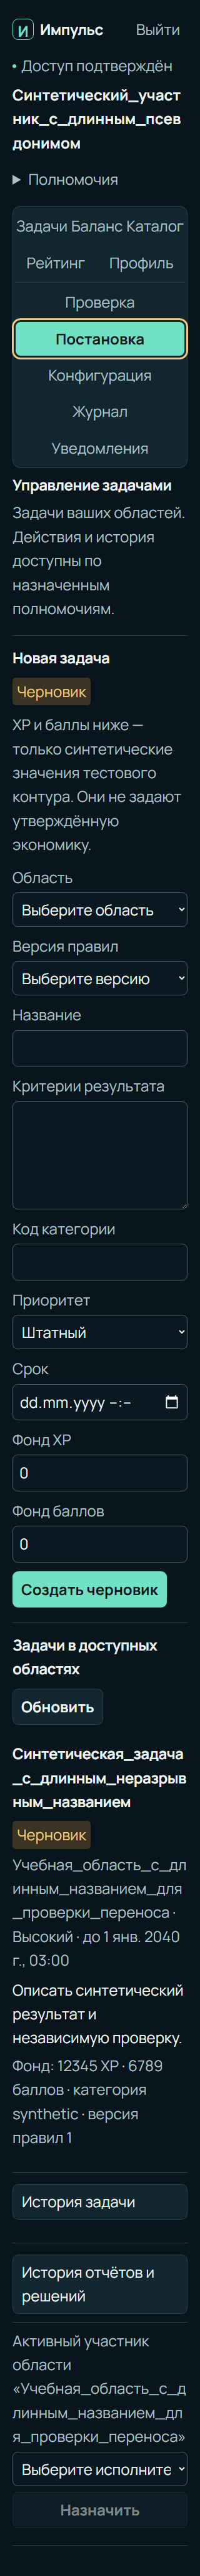 И Импульс Выйти
• Доступ подтверждён
Синтетический_участ
ник_с_длинным_псев
донимом
▶ Полномочия
Задачи Баланс Каталог
Рейтинг Профиль
Проверка
Постановка
Конфигурация
Журнал
Уведомления
Управление задачами
Задачи ваших областей.
Действия и история
доступны по
назначенным
полномочиям.
Новая задача
Черновик
XP и баллы ниже —
только синтетические
значения тестового
контура. Они не задают
утверждённую
экономику.
Область
Выберите область
Версия правил
Выберите версию
Название
Критерии результата
Код категории
Приоритет
Штатный
Срок
dd.mm.yyyy --:--
Фонд XP
0
Фонд баллов
0
Создать черновик
Задачи в доступных
областях
Обновить
Синтетическая_задача
_с_длинным_неразрыв
ным_названием
Черновик
Учебная_область_с_дл
инным_названием_для
_проверки_переноса ·
Высокий · до 1 янв. 2040
г., 03:00
Описать синтетический
результат и
независимую проверку.
Фонд: 12345 XP · 6789
баллов · категория
synthetic · версия
правил 1
История задачи
История отчётов и
решений
Активный участник
области
«Учебная_область_с_д
линным_названием_дл
я_проверки_переноса»
Выберите исполните
Назначить